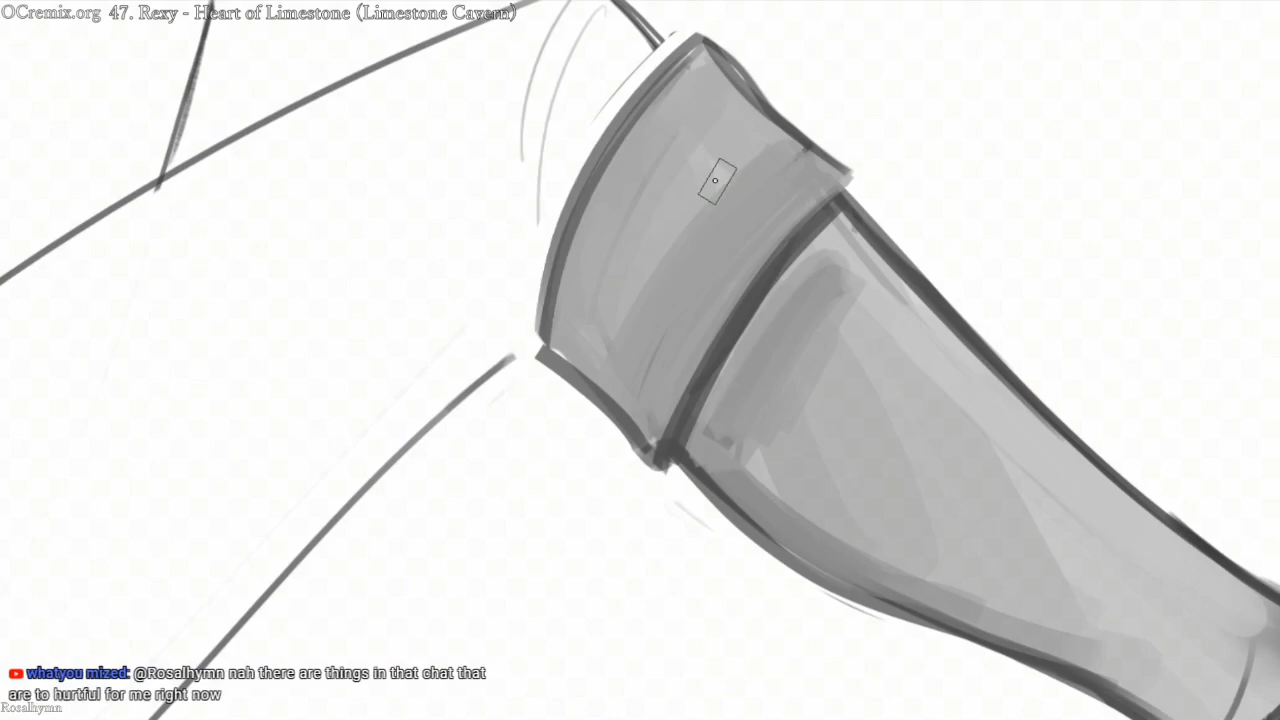 OCremix.org 47. Rexy - Heart of Limestone (Limestone Cavern)
whatyou mized: @Rosalhymn nah there are things in that chat that
are to hurtful for me right now
Rosalhymn